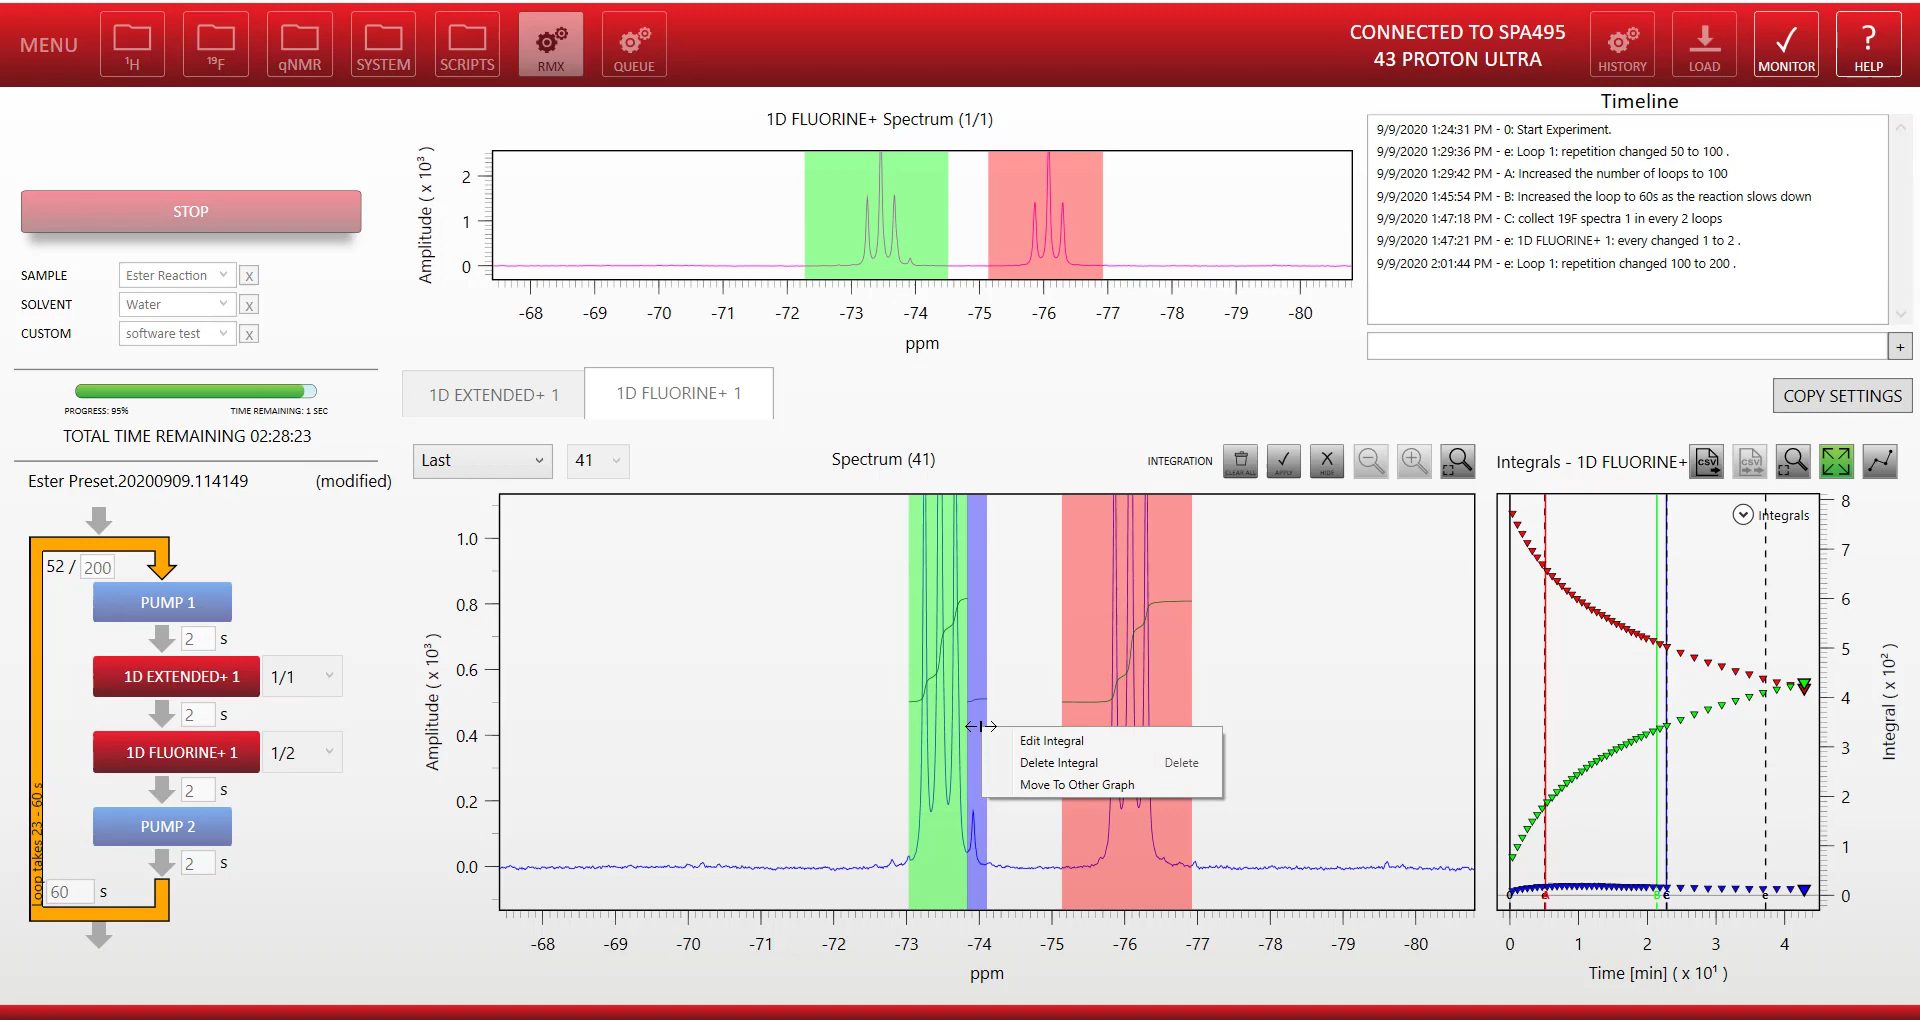 MENU
¹H
¹⁹F
qNMR
SYSTEM
SCRIPTS
RMX
QUEUE
CONNECTED TO SPA495
43 PROTON ULTRA
HISTORY
LOAD
MONITOR
?
HELP
STOP
SAMPLE Ester Reaction X
SOLVENT Water X
CUSTOM software test X
PROGRESS: 95% TIME REMAINING: 1 SEC
TOTAL TIME REMAINING 02:28:23
Ester Preset.20200909.114149 (modified)
52 / 200
PUMP 1
2 s
1D EXTENDED+ 1 1/1
2 s
1D FLUORINE+ 1 1/2
2 s
PUMP 2
2 s
60 s
Loop takes 23 - 60 s
1D FLUORINE+ Spectrum (1/1)
Amplitude ( x 10³ )
2
1
0
-68 -69 -70 -71 -72 -73 -74 -75 -76 -77 -78 -79 -80
ppm
Timeline
9/9/2020 1:24:31 PM - 0: Start Experiment.
9/9/2020 1:29:36 PM - e: Loop 1: repetition changed 50 to 100 .
9/9/2020 1:29:42 PM - A: Increased the number of loops to 100
9/9/2020 1:45:54 PM - B: Increased the loop to 60s as the reaction slows down
9/9/2020 1:47:18 PM - C: collect 19F spectra 1 in every 2 loops
9/9/2020 1:47:21 PM - e: 1D FLUORINE+ 1: every changed 1 to 2 .
9/9/2020 2:01:44 PM - e: Loop 1: repetition changed 100 to 200 .
+
1D EXTENDED+ 1
1D FLUORINE+ 1
COPY SETTINGS
Last
41
Spectrum (41)
INTEGRATION
CLEAR ALL
APPLY
X
HIDE
Amplitude ( x 10³ )
1.0
0.8
0.6
0.4
0.2
0.0
Edit Integral
Delete Integral Delete
Move To Other Graph
-68 -69 -70 -71 -72 -73 -74 -75 -76 -77 -78 -79 -80
ppm
Integrals - 1D FLUORINE+
CSV
CSV
Integrals
8
7
6
5
4
3
2
1
0
Integral ( x 10² )
0 1 2 3 4
Time [min] ( x 10¹ )